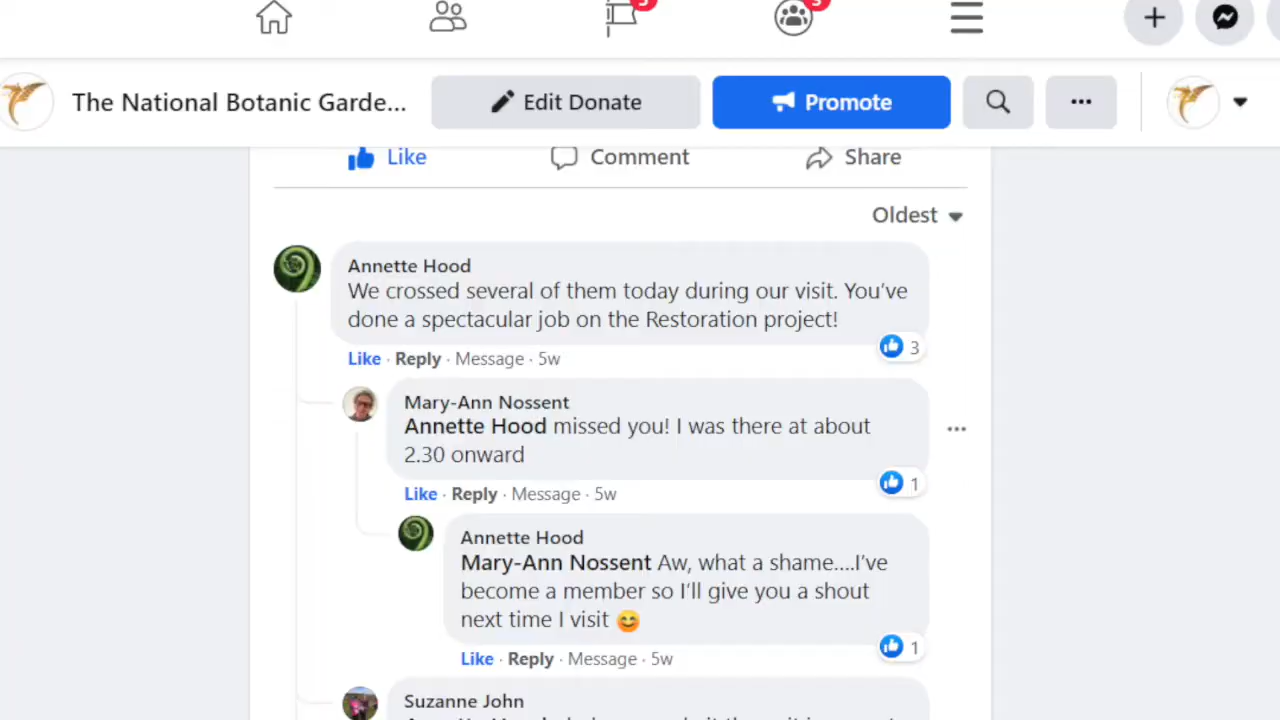 The National Botanic Garde...
Edit Donate
Promote
Like
Comment
Share
Oldest
Annette Hood
We crossed several of them today during our visit. You've
done a spectacular job on the Restoration project!
3
Like · Reply · Message · 5w
Mary-Ann Nossent
Annette Hood missed you! I was there at about
2.30 onward
1
Like · Reply · Message · 5w
Annette Hood
Mary-Ann Nossent Aw, what a shame....I've
become a member so I'll give you a shout
next time I visit 😊
1
Like · Reply · Message · 5w
Suzanne John